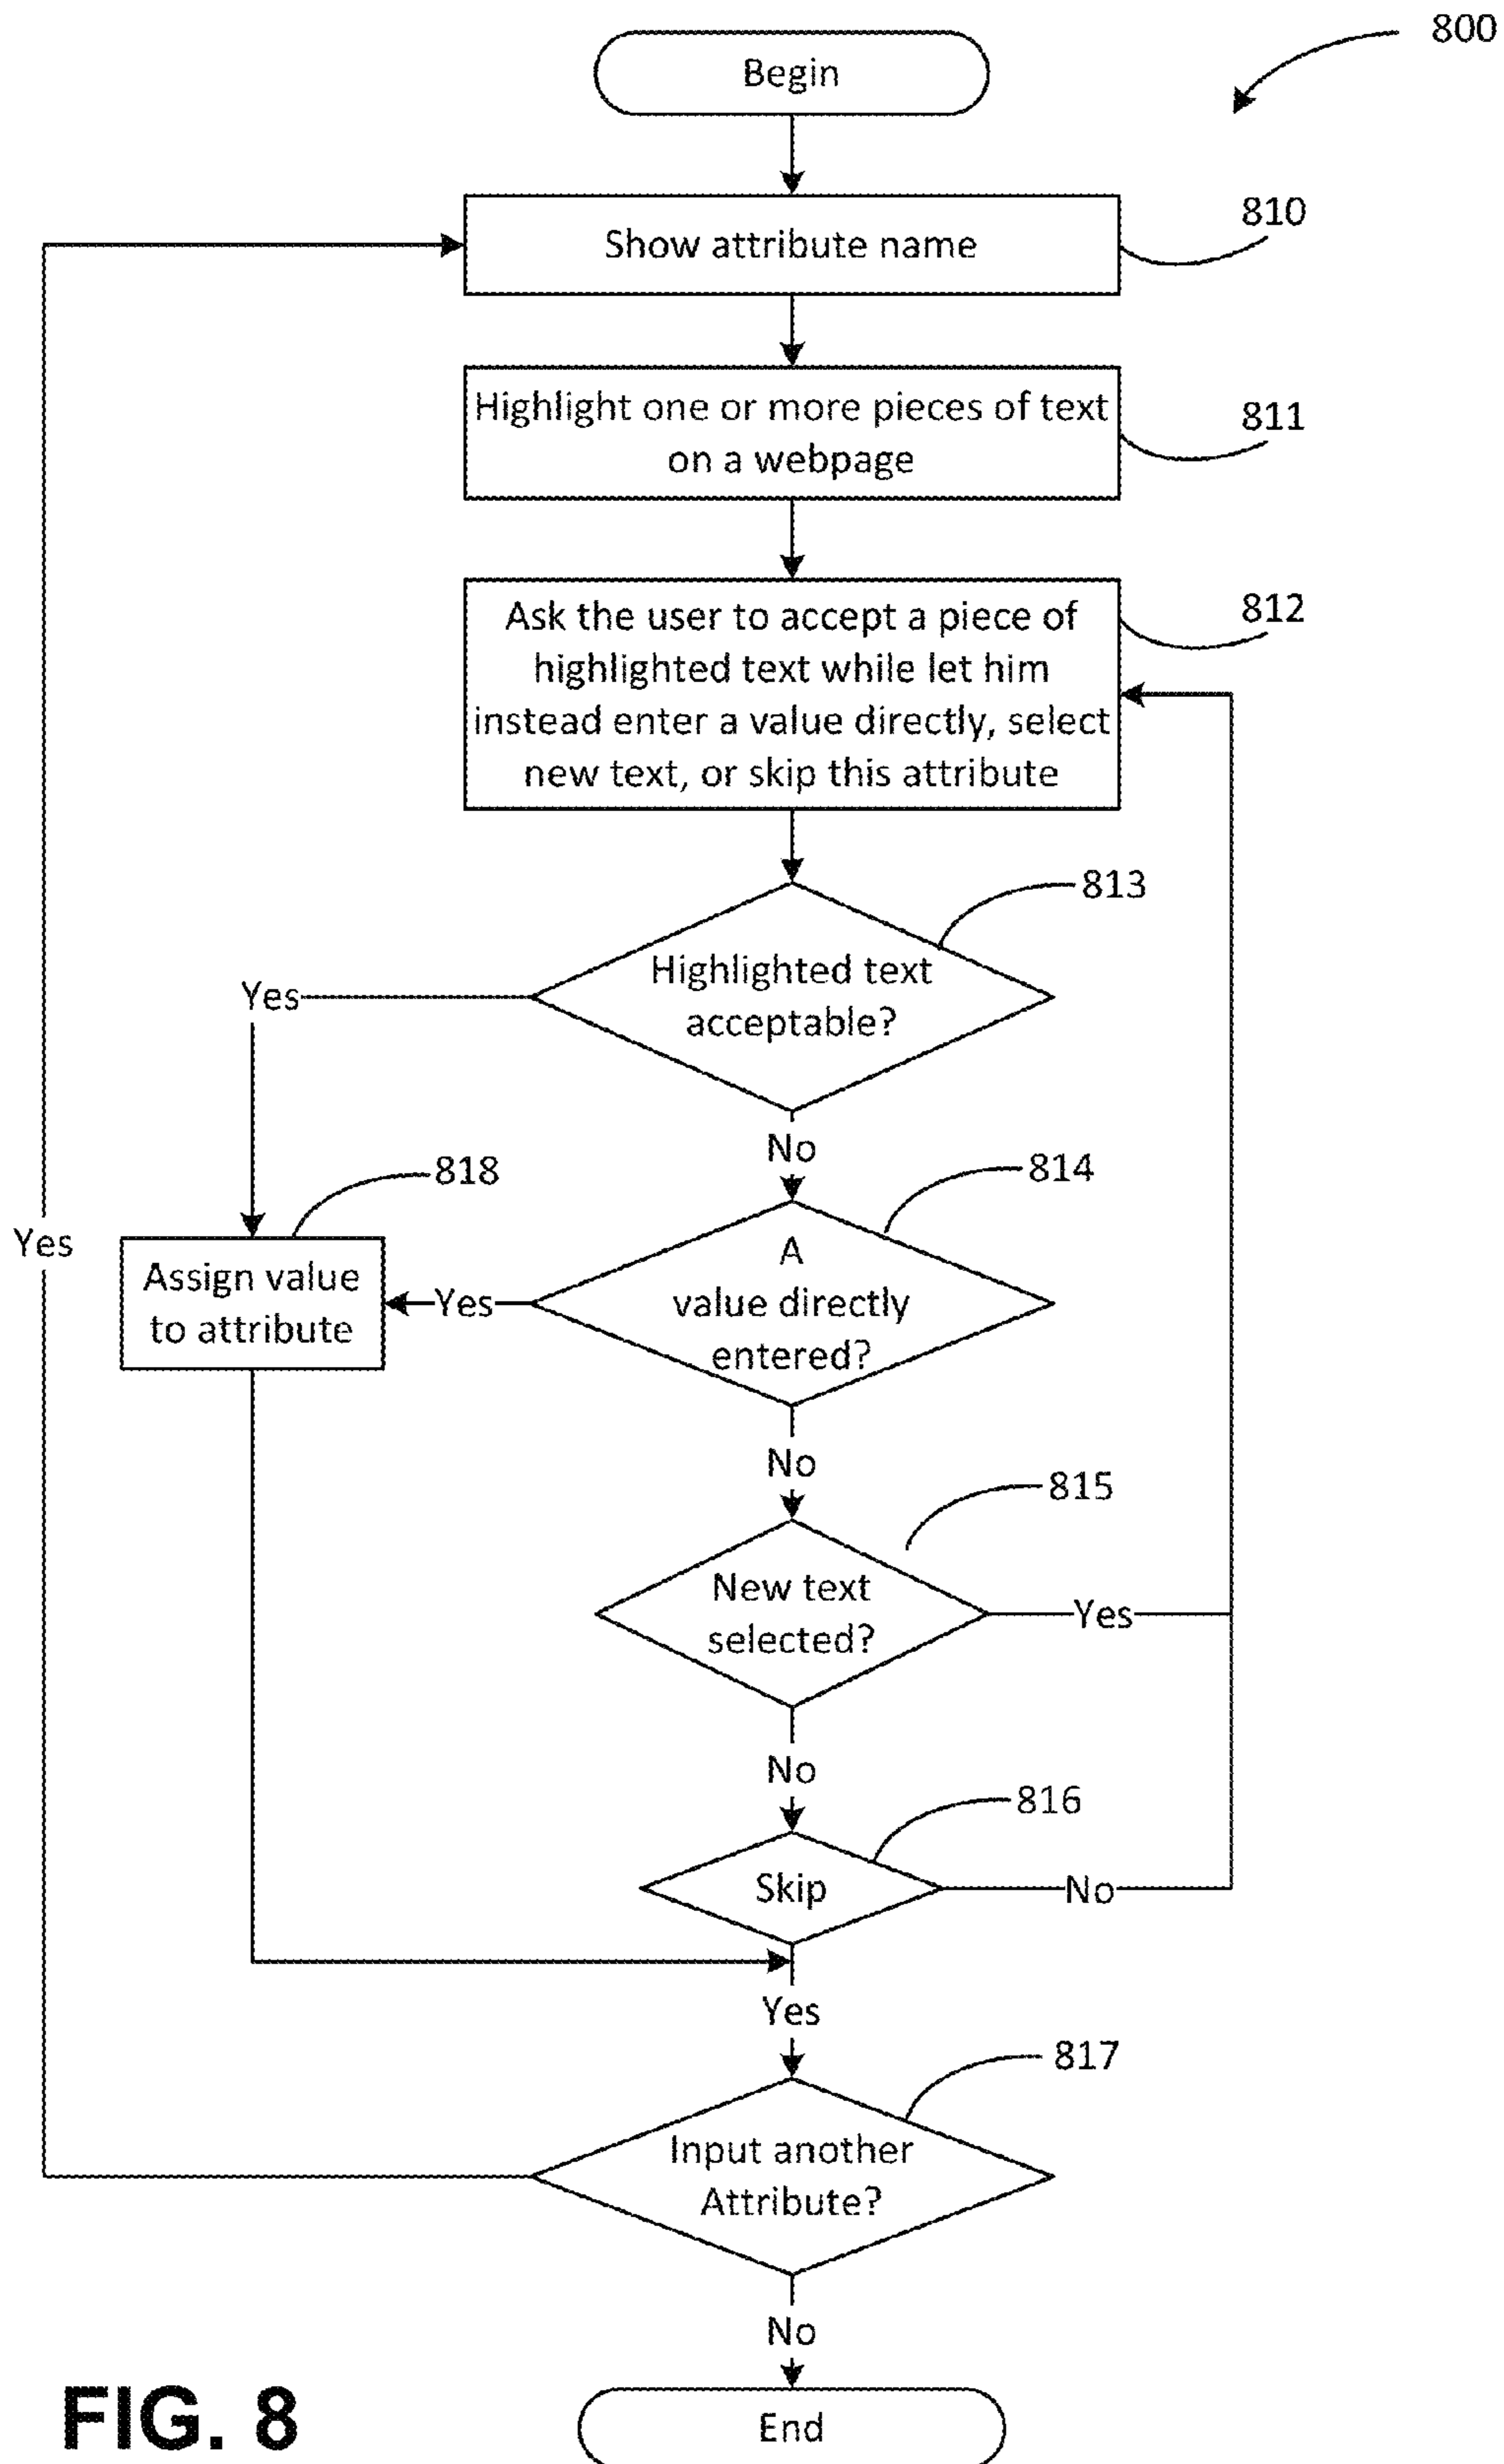 800
Begin
Show attribute name
810
Highlight one or more pieces of text
on a webpage
811
Ask the user to accept a piece of
highlighted text while let him
instead enter a value directly, select
new text, or skip this attribute
812
813
Highlighted text
acceptable?
Yes
No
818
814
Yes
Assign value
to attribute
Yes
A
value directly
entered?
No
815
New text
selected?
Yes
No
816
Skip
No
Yes
817
Input another
Attribute?
No
End
FIG. 8